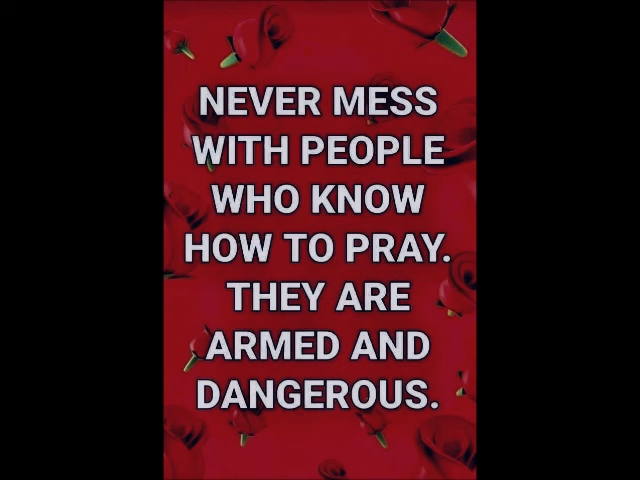 NEVER MESS
WITH PEOPLE
WHO KNOW
HOW TO PRAY.
THEY ARE
ARMED AND
DANGEROUS.